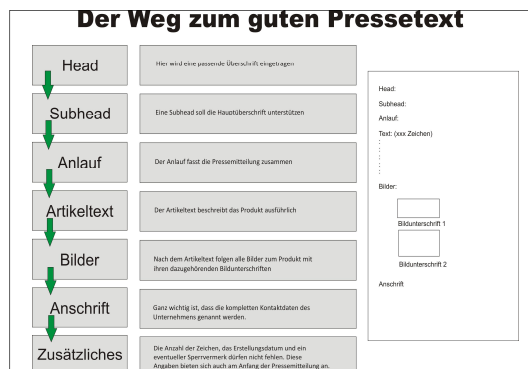 Der Weg zum guten Pressetext
Head
Hier wird eine passende Überschrift eingetragen
Subhead
Eine Subhead soll die Hauptüberschrift unterstützen
Anlauf
Der Anlauf fasst die Pressemitteilung zusammen
Artikeltext
Der Artikeltext beschreibt das Produkt ausführlich
Bilder
Nach dem Artikeltext folgen alle Bilder zum Produkt mit
ihren dazugehörenden Bildunterschriften
Anschrift
Ganz wichtig ist, dass die kompletten Kontaktdaten des
Unternehmens genannt werden.
Zusätzliches
Die Anzahl der Zeichen, das Erstellungsdatum und ein
eventueller Sperrvermerk dürfen nicht fehlen. Diese
Angaben bieten sich auch am Anfang der Pressemitteilung an.
Head:
Subhead:
Anlauf:
Text: (xxx Zeichen)
:
:
:
:
:
Bilder:
Bildunterschrift 1
Bildunterschrift 2
Anschrift